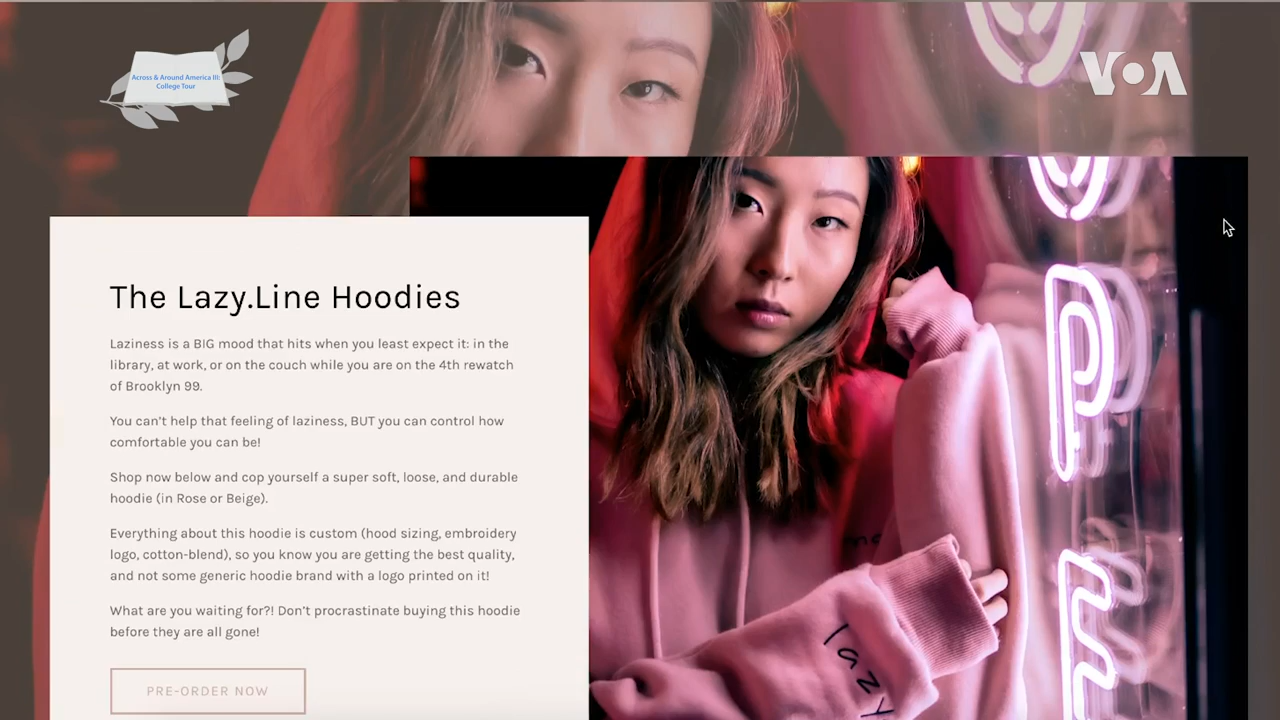 Across & Around America III:
College Tour
VOA
The Lazy.Line Hoodies
Laziness is a BIG mood that hits when you least expect it: in the
library, at work, or on the couch while you are on the 4th rewatch
of Brooklyn 99.
You can't help that feeling of laziness, BUT you can control how
comfortable you can be!
Shop now below and cop yourself a super soft, loose, and durable
hoodie (in Rose or Beige).
Everything about this hoodie is custom (hood sizing, embroidery
logo, cotton-blend), so you know you are getting the best quality,
and not some generic hoodie brand with a logo printed on it!
What are you waiting for?! Don't procrastinate buying this hoodie
before they are all gone!
PRE-ORDER NOW
lazy